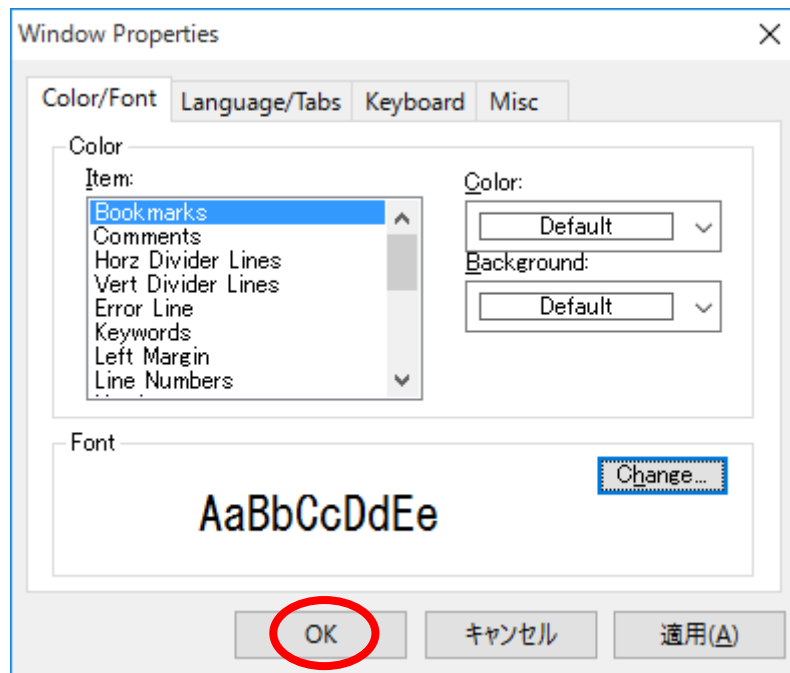 Window Properties
Color/Font Language/Tabs Keyboard Misc
Color
Item:
Color:
Bookmarks
Comments
Horz Divider Lines
Vert Divider Lines
Error Line
Keywords
Left Margin
Line Numbers
Default
Background:
Default
Font
Change...
AaBbCcDdEe
OK キャンセル 適用(A)